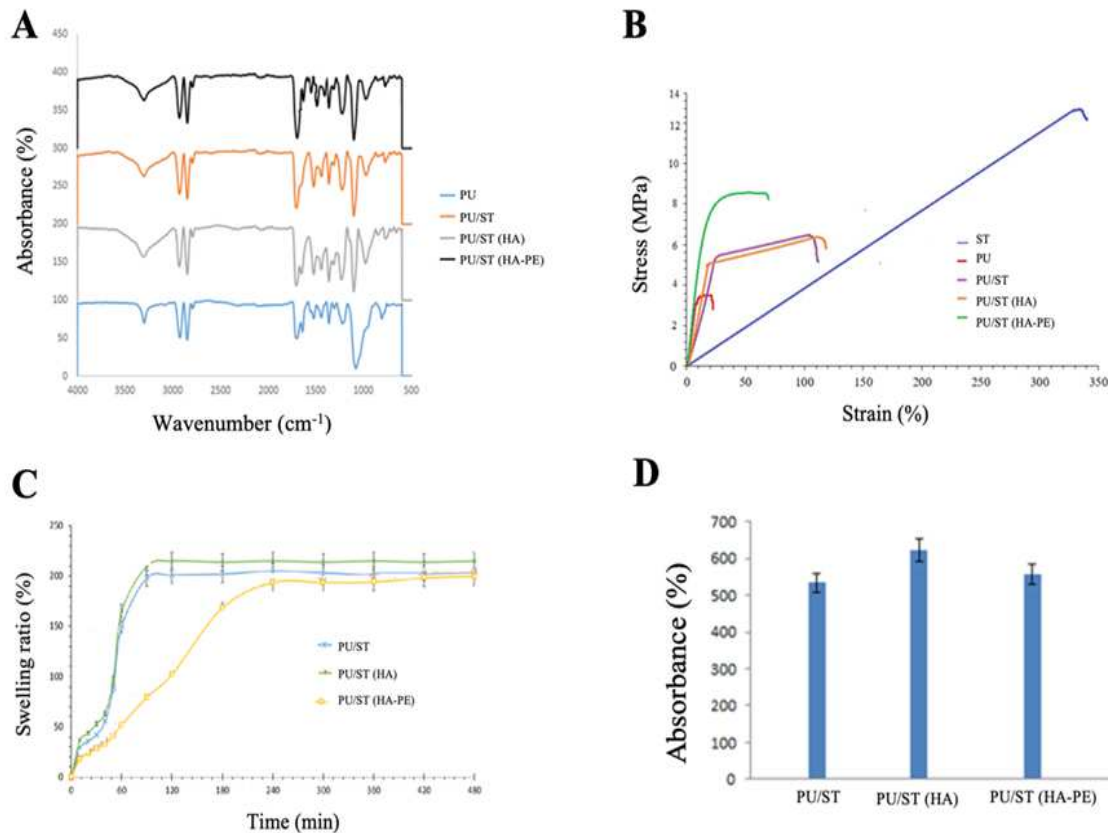 A
450
400
350
300
250
200
150
100
50
0
4000 3500 3000 2500 2000 1500 1000 500
Absorbance (%)
Wavenumber (cm⁻¹)
PU
PU/ST
PU/ST (HA)
PU/ST (HA-PE)
B
14
12
10
8
6
4
2
0
0 50 100 150 200 250 300 350
Stress (MPa)
Strain (%)
ST
PU
PU/ST
PU/ST (HA)
PU/ST (HA-PE)
C
250
200
150
100
50
0
0 60 120 180 240 300 360 420 480
Swelling ratio (%)
Time (min)
PU/ST
PU/ST (HA)
PU/ST (HA-PE)
D
700
600
500
400
300
200
100
0
Absorbance (%)
PU/ST PU/ST (HA) PU/ST (HA-PE)